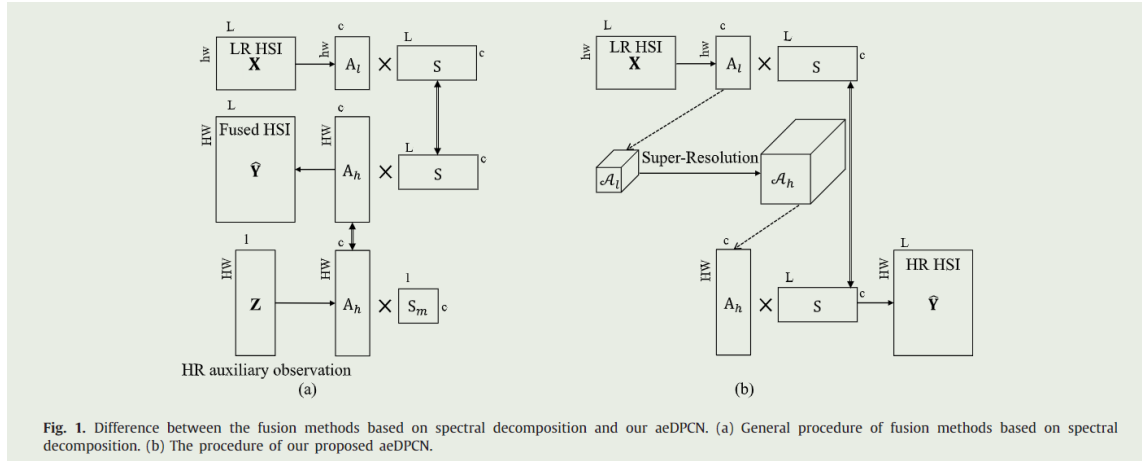 L
hw
LR HSI
X
c
hw
A_l
×
L
S
c
L
HW
Fused HSI
Ŷ
c
HW
A_h
×
L
S
c
l
HW
Z
c
HW
A_h
×
l
S_m
c
HR auxiliary observation
(a)
L
hw
LR HSI
X
c
hw
A_l
×
L
S
c
𝒜_l
Super-Resolution
𝒜_h
c
HW
A_h
×
L
S
c
L
HW
HR HSI
Ŷ
(b)
Fig. 1. Difference between the fusion methods based on spectral decomposition and our aeDPCN. (a) General procedure of fusion methods based on spectral
decomposition. (b) The procedure of our proposed aeDPCN.